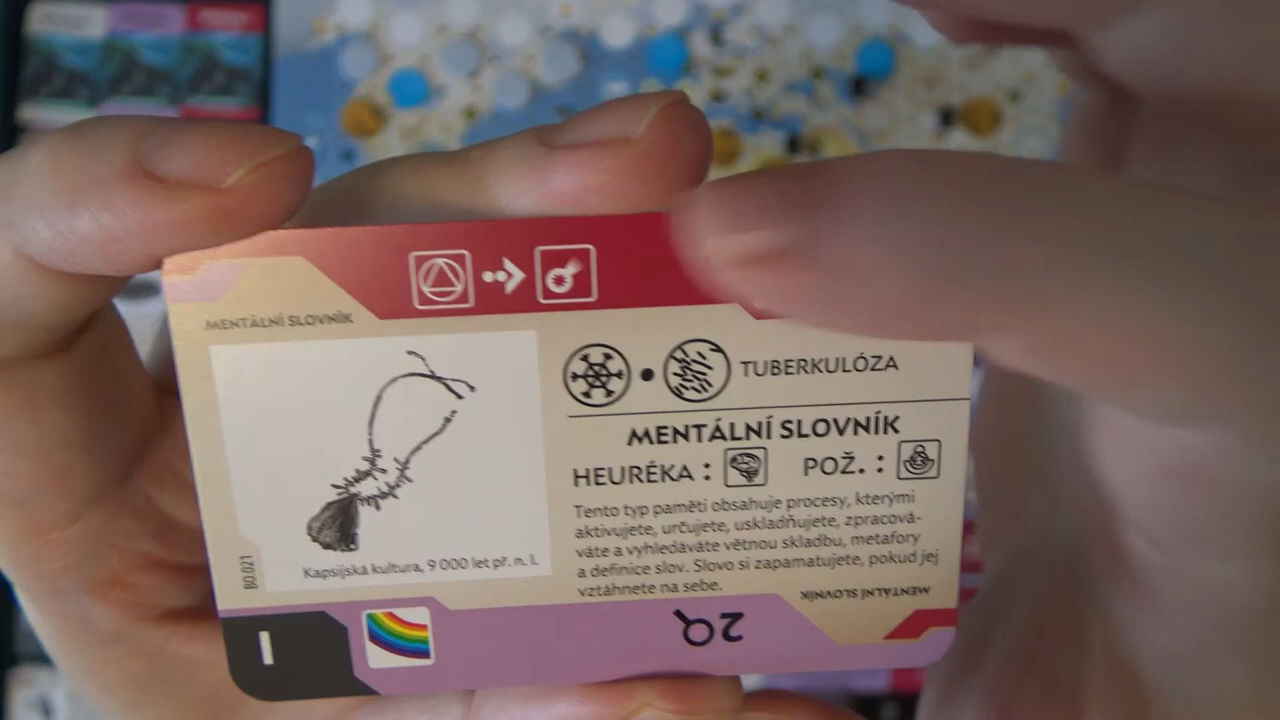 MENTÁLNÍ SLOVNÍK
TUBERKULÓZA
MENTÁLNÍ SLOVNÍK
HEURÉKA : POŽ. :
Tento typ paměti obsahuje procesy, kterými
aktivujete, určujete, uskladňujete, zpracová-
váte a vyhledáváte větnou skladbu, metafory
a definice slov. Slovo si zapamatujete, pokud jej
vztáhnete na sebe.
Kapsijská kultura, 9 000 let př. n. l.
B0.021
MENTÁLNÍ SLOVNÍK
I
2